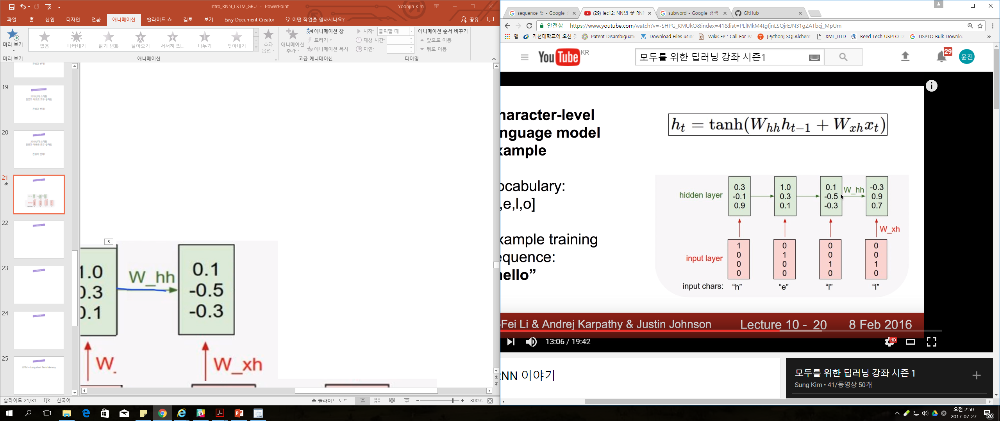 Intro_RNN_LSTM_GRU - PowerPoint
Yoonjin Kim
파일 홈 삽입 디자인 전환 애니메이션 슬라이드 쇼 검토 보기 Easy Document Creator 어떤 작업을 원하시나요? 공유
미리 보기
없음 나타내기 밝기 변화 날아오기 서서히 띄... 나누기 닦아내기
효과 옵션
애니메이션 추가
애니메이션 창
트리거
애니메이션 복사
시작: 클릭할 때
재생 시간:
지연:
애니메이션 순서 바꾸기
앞으로 이동
뒤로 이동
미리 보기 애니메이션 고급 애니메이션 타이밍
19
20
21
22
23
24
25
LSTM = Long short Term Memory
3
1.0
0.3
0.1
W_hh
0.1
-0.5
-0.3
W_
W_xh
슬라이드 21/31 한국어 슬라이드 노트 300%
sequence 뜻 - Google
(29) lec12: NN의 꽃 RNN
subword - Google 검색
GitHub
안전함 https://www.youtube.com/watch?v=-SHPG_KMUkQ&index=41&list=PLlMkM4tgfjnLSOjrEJN31gZATbcj_MpUm
앱 가천대학교에 오신 Patent Disambiguati Download Files using WikiCFP : Call For Pa [Python] SQLAlchem XML_DTD Reed Tech USPTO D USPTO Bulk Downlo »
YouTube KR
모두를 위한 딥러닝 강좌 시즌1
29
윤진
haracter-level
nguage model
xample
ocabulary:
,e,l,o]
xample training
equence:
ello”
h_t = tanh(W_hh h_t−1 + W_xh x_t)
hidden layer
0.3 1.0 0.1 W_hh -0.3
-0.1 0.3 -0.5 0.9
0.9 0.1 -0.3 0.7
W_xh
input layer
1 0 0 0
0 1 0 0
0 0 1 1
0 0 0 0
input chars: “h” “e” “l” “l”
Fei Li & Andrej Karpathy & Justin Johnson Lecture 10 - 20 8 Feb 2016
13:06 / 19:42
HD
RNN 이야기
모두를 위한 딥러닝 강좌 시즌 1
Sung Kim • 41/동영상 50개
오전 2:50
2017-07-27
20